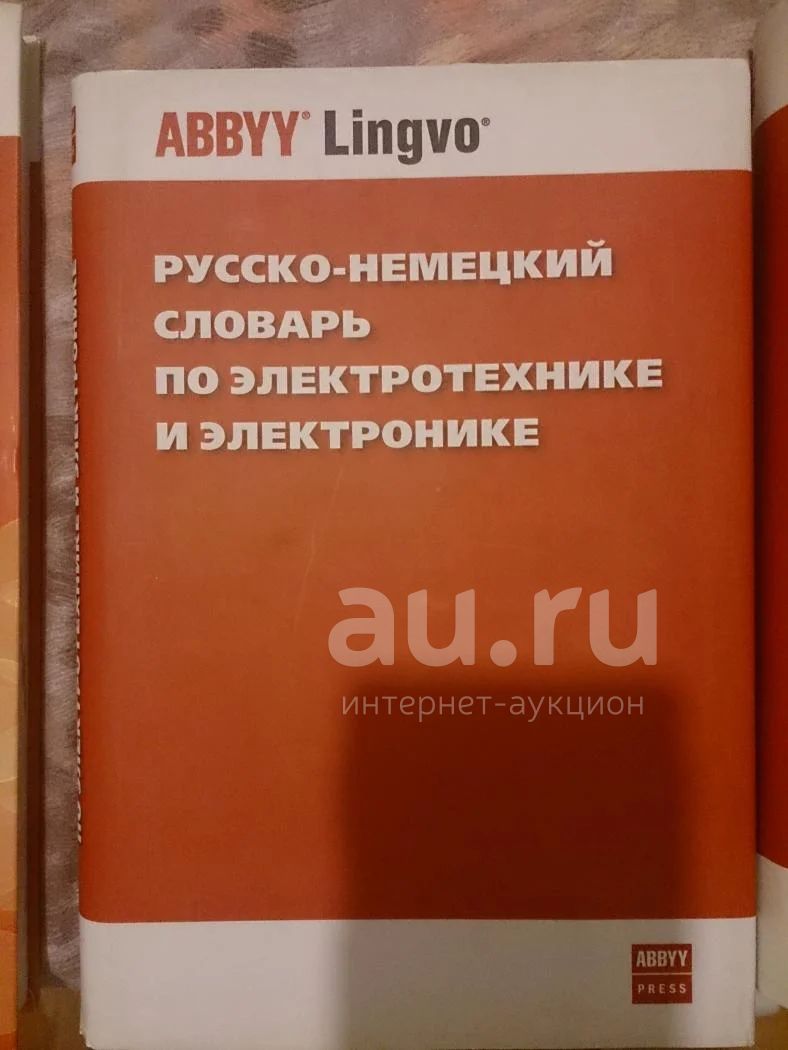 ABBYY® Lingvo®
РУССКО-НЕМЕЦКИЙ
СЛОВАРЬ
ПО ЭЛЕКТРОТЕХНИКЕ
И ЭЛЕКТРОНИКЕ
au.ru
интернет-аукцион
ABBYY
PRESS